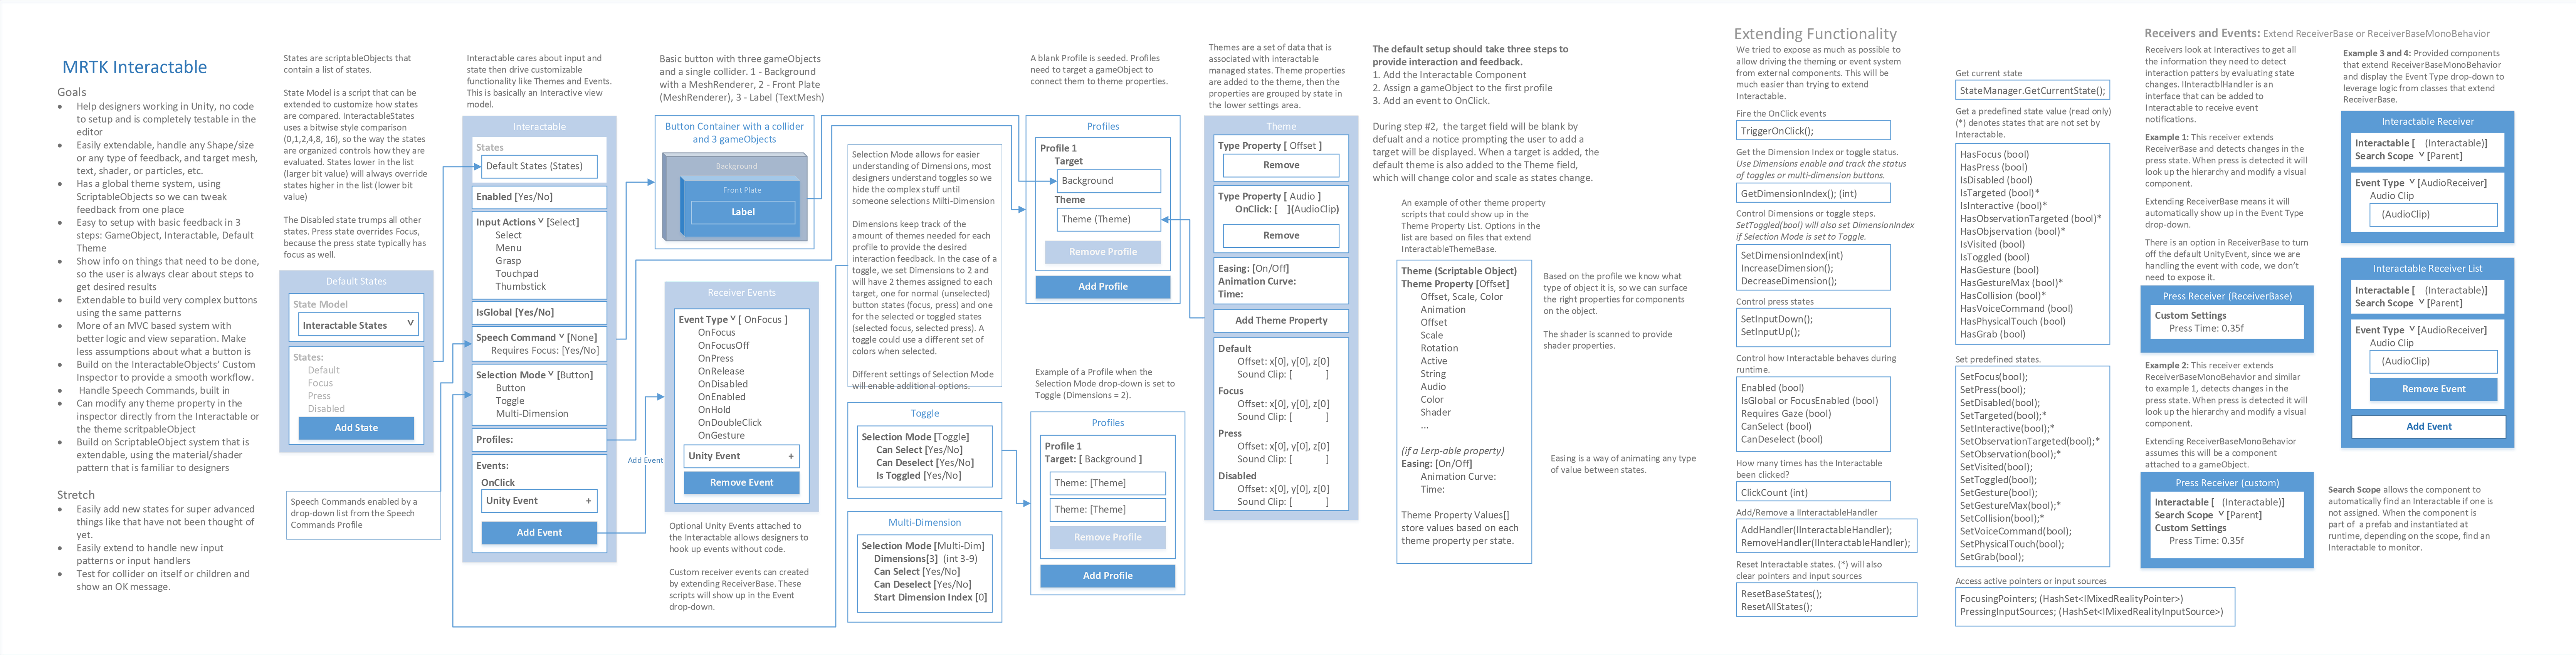 MRTK Interactable
Goals
• Help designers working in Unity, no code
to setup and is completely testable in the
editor
• Easily extendable, handle any Shape/size
or any type of feedback, and target mesh,
text, shader, or particles, etc.
• Has a global theme system, using
ScriptableObjects so we can tweak
feedback from one place
• Easy to setup with basic feedback in 3
steps: GameObject, Interactable, Default
Theme
• Show info on things that need to be done,
so the user is always clear about steps to
get desired results
• Extendable to build very complex buttons
using the same patterns
• More of an MVC based system with
better logic and view separation. Make
less assumptions about what a button is
• Build on the InteractableObjects' Custom
Inspector to provide a smooth workflow.
• Handle Speech Commands, built in
• Can modify any theme property in the
inspector directly from the Interactable or
the theme scritpableObject
• Build on ScriptableObject system that is
extendable, using the material/shader
pattern that is familiar to designers
Stretch
• Easily add new states for super advanced
things like that have not been thought of
yet.
• Easily extend to handle new input
patterns or input handlers
• Test for collider on itself or children and
show an OK message.
States are scriptableObjects that
contain a list of states.
State Model is a script that can be
extended to customize how states
are compared. InteractableStates
uses a bitwise style comparison
(0,1,2,4,8, 16), so the way the states
are organized controls how they are
evaluated. States lower in the list
(larger bit value) will always override
states higher in the list (lower bit
value)
The Disabled state trumps all other
states. Press state overrides Focus,
because the press state typically has
focus as well.
Default States
State Model
Interactable States ˅
States:
Default
Focus
Press
Disabled
Add State
Speech Commands enabled by a
drop-down list from the Speech
Commands Profile
Interactable cares about input and
state then drive customizable
functionality like Themes and Events.
This is basically an Interactive view
model.
Interactable
States
Default States (States)
Enabled [Yes/No]
Input Actions ˅ [Select]
Select
Menu
Grasp
Touchpad
Thumbstick
IsGlobal [Yes/No]
Speech Command ˅ [None]
Requires Focus: [Yes/No]
Selection Mode ˅ [Button]
Button
Toggle
Multi-Dimension
Profiles:
Events:
OnClick
Unity Event +
Add Event
Add Event
Basic button with three gameObjects
and a single collider. 1 - Background
with a MeshRenderer, 2 - Front Plate
(MeshRenderer), 3 - Label (TextMesh)
Button Container with a collider
and 3 gameObjects
Background
Front Plate
Label
Receiver Events
Event Type ˅ [ OnFocus ]
OnFocus
OnFocusOff
OnPress
OnRelease
OnDisabled
OnEnabled
OnHold
OnDoubleClick
OnGesture
Unity Event +
Remove Event
Optional Unity Events attached to
the Interactable allows designers to
hook up events without code.
Custom receiver events can created
by extending ReceiverBase. These
scripts will show up in the Event
drop-down.
Selection Mode allows for easier
understanding of Dimensions, most
designers understand toggles so we
hide the complex stuff until
someone selections Milti-Dimension
Dimensions keep track of the
amount of themes needed for each
profile to provide the desired
interaction feedback. In the case of a
toggle, we set Dimensions to 2 and
will have 2 themes assigned to each
target, one for normal (unselected)
button states (focus, press) and one
for the selected or toggled states
(selected focus, selected press). A
toggle could use a different set of
colors when selected.
Different settings of Selection Mode
will enable additional options.
Toggle
Selection Mode [Toggle]
Can Select [Yes/No]
Can Deselect [Yes/No]
Is Toggled [Yes/No]
Multi-Dimension
Selection Mode [Multi-Dim]
Dimensions[3] (int 3-9)
Can Select [Yes/No]
Can Deselect [Yes/No]
Start Dimension Index [0]
A blank Profile is seeded. Profiles
need to target a gameObject to
connect them to theme properties.
Profiles
Profile 1
Target
Background
Theme
Theme (Theme)
Remove Profile
Add Profile
Example of a Profile when the
Selection Mode drop-down is set to
Toggle (Dimensions = 2).
Profiles
Profile 1
Target: [ Background ]
Theme: [Theme]
Theme: [Theme]
Remove Profile
Add Profile
Themes are a set of data that is
associated with interactable
managed states. Theme properties
are added to the theme, then the
properties are grouped by state in
the lower settings area.
Theme
Type Property [ Offset ]
Remove
Type Property [ Audio ]
OnClick: [ ](AudioClip)
Remove
Easing: [On/Off]
Animation Curve:
Time:
Add Theme Property
Default
Offset: x[0], y[0], z[0]
Sound Clip: [ ]
Focus
Offset: x[0], y[0], z[0]
Sound Clip: [ ]
Press
Offset: x[0], y[0], z[0]
Sound Clip: [ ]
Disabled
Offset: x[0], y[0], z[0]
Sound Clip: [ ]
The default setup should take three steps to
provide interaction and feedback.
1. Add the Interactable Component
2. Assign a gameObject to the first profile
3. Add an event to OnClick.
During step #2, the target field will be blank by
defualt and a notice prompting the user to add a
target will be displayed. When a target is added, the
default theme is also added to the Theme field,
which will change color and scale as states change.
An example of other theme property
scripts that could show up in the
Theme Property List. Options in the
list are based on files that extend
InteractableThemeBase.
Theme (Scriptable Object)
Theme Property [Offset]
Offset, Scale, Color
Animation
Offset
Scale
Rotation
Active
String
Audio
Color
Shader
...
(if a Lerp-able property)
Easing: [On/Off]
Animation Curve:
Time:
Theme Property Values[]
store values based on each
theme property per state.
Based on the profile we know what
type of object it is, so we can surface
the right properties for components
on the object.
The shader is scanned to provide
shader properties.
Easing is a way of animating any type
of value between states.
Extending Functionality
We tried to expose as much as possible to
allow driving the theming or event system
from external components. This will be
much easier than trying to extend
Interactable.
Fire the OnClick events
TriggerOnClick();
Get the Dimension Index or toggle status.
Use Dimensions enable and track the status
of toggles or multi-dimension buttons.
GetDimensionIndex(); (int)
Control Dimensions or toggle steps.
SetToggled(bool) will also set DimensionIndex
if Selection Mode is set to Toggle.
SetDimensionIndex(int)
IncreaseDimension();
DecreaseDimension();
Control press states
SetInputDown();
SetInputUp();
Control how Interactable behaves during
runtime.
Enabled (bool)
IsGlobal or FocusEnabled (bool)
Requires Gaze (bool)
CanSelect (bool)
CanDeselect (bool)
How many times has the Interactable
been clicked?
ClickCount (int)
Add/Remove a IInteractableHandler
AddHandler(IInteractableHandler);
RemoveHandler(IInteractableHandler);
Reset Interactable states. (*) will also
clear pointers and input sources
ResetBaseStates();
ResetAllStates();
Get current state
StateManager.GetCurrentState();
Get a predefined state value (read only)
(*) denotes states that are not set by
Interactable.
HasFocus (bool)
HasPress (bool)
IsDisabled (bool)
IsTargeted (bool)*
IsInteractive (bool)*
HasObservationTargeted (bool)*
HasObjservation (bool)*
IsVisited (bool)
IsToggled (bool)
HasGesture (bool)
HasGestureMax (bool)*
HasCollision (bool)*
HasVoiceCommand (bool)
HasPhysicalTouch (bool)
HasGrab (bool)
Set predefined states.
SetFocus(bool);
SetPress(bool);
SetDisabled(bool);
SetTargeted(bool);*
SetInteractive(bool);*
SetObservationTargeted(bool);*
SetObservation(bool);*
SetVisited(bool);
SetToggled(bool);
SetGesture(bool);
SetGestureMax(bool);*
SetCollision(bool);*
SetVoiceCommand(bool);
SetPhysicalTouch(bool);
SetGrab(bool);
Access active pointers or input sources
FocusingPointers; (HashSet<IMixedRealityPointer>)
PressingInputSources; (HashSet<IMixedRealityInputSource>)
Receivers and Events: Extend ReceiverBase or ReceiverBaseMonoBehavior
Receivers look at Interactives to get all
the information they need to detect
interaction patters by evaluating state
changes. IInteractblHandler is an
interface that can be added to
Interactable to receive event
notifications.
Example 1: This receiver extends
ReceiverBase and detects changes in the
press state. When press is detected it will
look up the hierarchy and modify a visual
component.
Extending ReceiverBase means it will
automatically show up in the Event Type
drop-down.
There is an option in ReceiverBase to turn
off the default UnityEvent, since we are
handling the event with code, we don't
need to expose it.
Press Receiver (ReceiverBase)
Custom Settings
Press Time: 0.35f
Example 2: This receiver extends
ReceiverBaseMonoBehavior and similar
to example 1, detects changes in the
press state. When press is detected it will
look up the hierarchy and modify a visual
component.
Extending ReceiverBaseMonoBehavior
assumes this will be a component
attached to a gameObject.
Press Receiver (custom)
Interactable [ (Interactable)]
Search Scope ˅ [Parent]
Custom Settings
Press Time: 0.35f
Example 3 and 4: Provided components
that extend ReceiverBaseMonoBehavior
and display the Event Type drop-down to
leverage logic from classes that extend
ReceiverBase.
Interactable Receiver
Interactable [ (Interactable)]
Search Scope ˅ [Parent]
Event Type ˅ [AudioReceiver]
Audio Clip
(AudioClip)
Interactable Receiver List
Interactable [ (Interactable)]
Search Scope ˅ [Parent]
Event Type ˅ [AudioReceiver]
Audio Clip
(AudioClip)
Remove Event
Add Event
Search Scope allows the component to
automatically find an Interactable if one is
not assigned. When the component is
part of a prefab and instantiated at
runtime, depending on the scope, find an
Interactable to monitor.